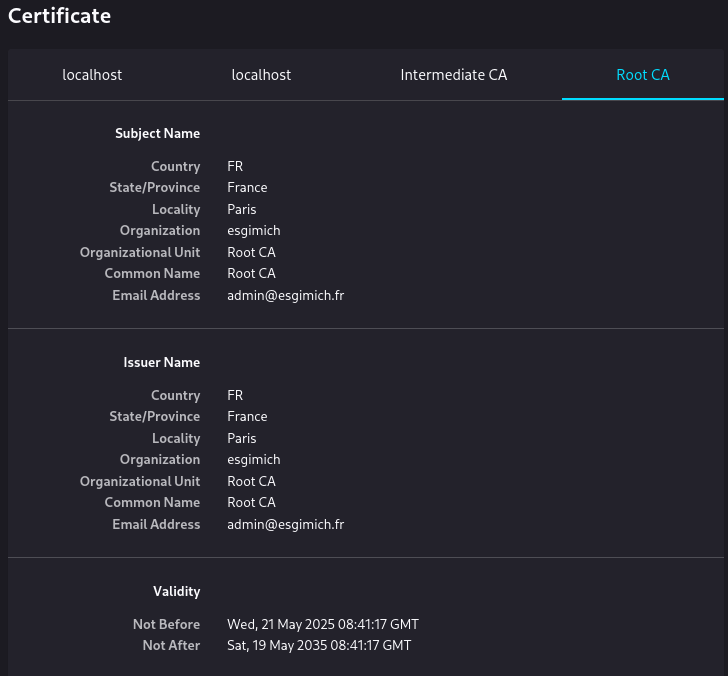 Certificate
localhost localhost Intermediate CA Root CA
Subject Name
Country FR
State/Province France
Locality Paris
Organization esgimich
Organizational Unit Root CA
Common Name Root CA
Email Address admin@esgimich.fr
Issuer Name
Country FR
State/Province France
Locality Paris
Organization esgimich
Organizational Unit Root CA
Common Name Root CA
Email Address admin@esgimich.fr
Validity
Not Before Wed, 21 May 2025 08:41:17 GMT
Not After Sat, 19 May 2035 08:41:17 GMT